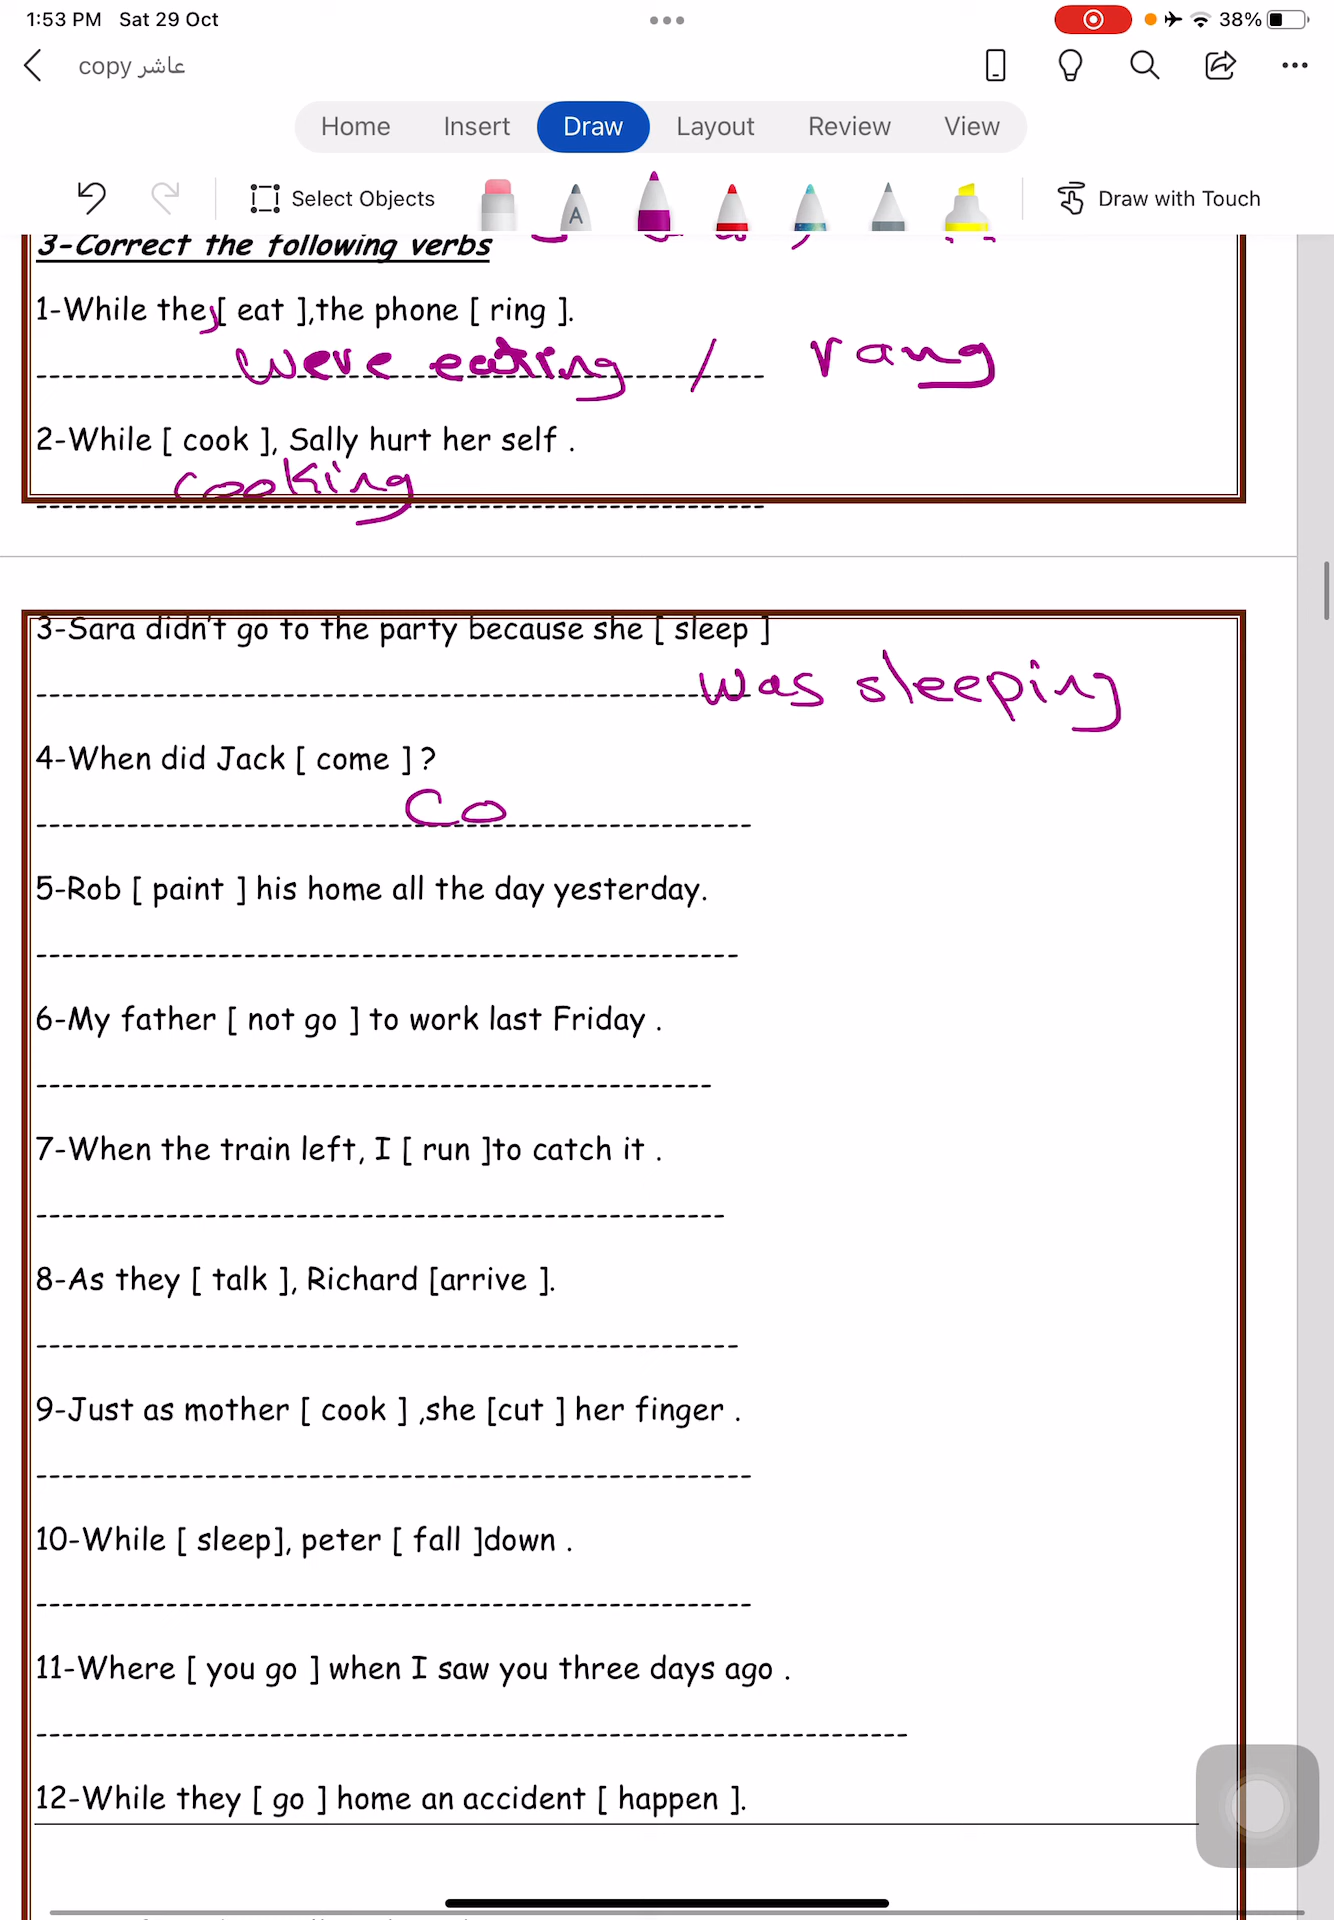 1:53 PM Sat 29 Oct
38%
copy عاشر
Home Insert Draw Layout Review View
Select Objects A Draw with Touch
3-Correct the following verbs
1-While they [ eat ],the phone [ ring ].
were eating / rang
2-While [ cook ], Sally hurt her self .
cooking
3-Sara didn't go to the party because she [ sleep ]
was sleeping
4-When did Jack [ come ] ?
Co
5-Rob [ paint ] his home all the day yesterday.
6-My father [ not go ] to work last Friday .
7-When the train left, I [ run ]to catch it .
8-As they [ talk ], Richard [arrive ].
9-Just as mother [ cook ] ,she [cut ] her finger .
10-While [ sleep], peter [ fall ]down .
11-Where [ you go ] when I saw you three days ago .
12-While they [ go ] home an accident [ happen ].